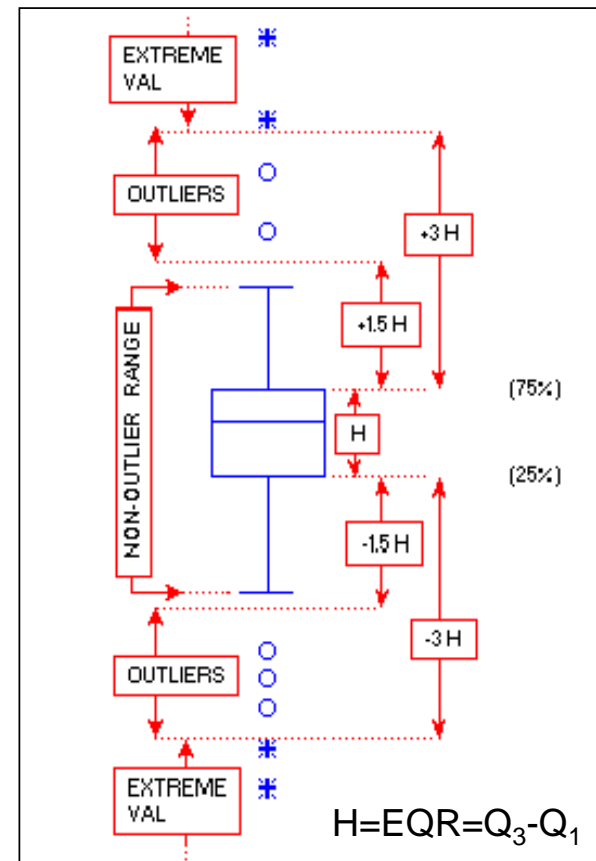 EXTREME
VAL
OUTLIERS
+3 H
+1.5 H
NON-OUTLIER RANGE
(75%)
H
(25%)
-1.5 H
-3 H
OUTLIERS
EXTREME
VAL
H=EQR=Q₃-Q₁